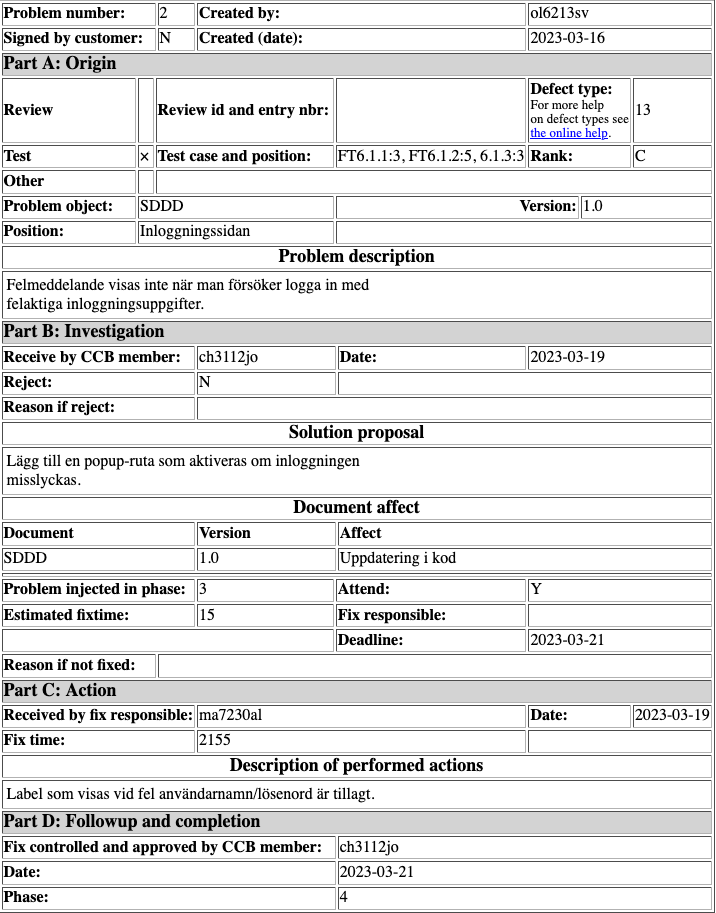 Problem number: 2 Created by: ol6213sv
Signed by customer: N Created (date): 2023-03-16
Part A: Origin
Review Review id and entry nbr: Defect type:
For more help
on defect types see
the online help. 13
Test × Test case and position: FT6.1.1:3, FT6.1.2:5, 6.1.3:3 Rank: C
Other
Problem object: SDDD Version: 1.0
Position: Inloggningssidan
Problem description
Felmeddelande visas inte när man försöker logga in med
felaktiga inloggningsuppgifter.
Part B: Investigation
Receive by CCB member: ch3112jo Date: 2023-03-19
Reject: N
Reason if reject:
Solution proposal
Lägg till en popup-ruta som aktiveras om inloggningen
misslyckas.
Document affect
Document Version Affect
SDDD 1.0 Uppdatering i kod
Problem injected in phase: 3 Attend: Y
Estimated fixtime: 15 Fix responsible:
Deadline: 2023-03-21
Reason if not fixed:
Part C: Action
Received by fix responsible: ma7230al Date: 2023-03-19
Fix time: 2155
Description of performed actions
Label som visas vid fel användarnamn/lösenord är tillagt.
Part D: Followup and completion
Fix controlled and approved by CCB member: ch3112jo
Date: 2023-03-21
Phase: 4